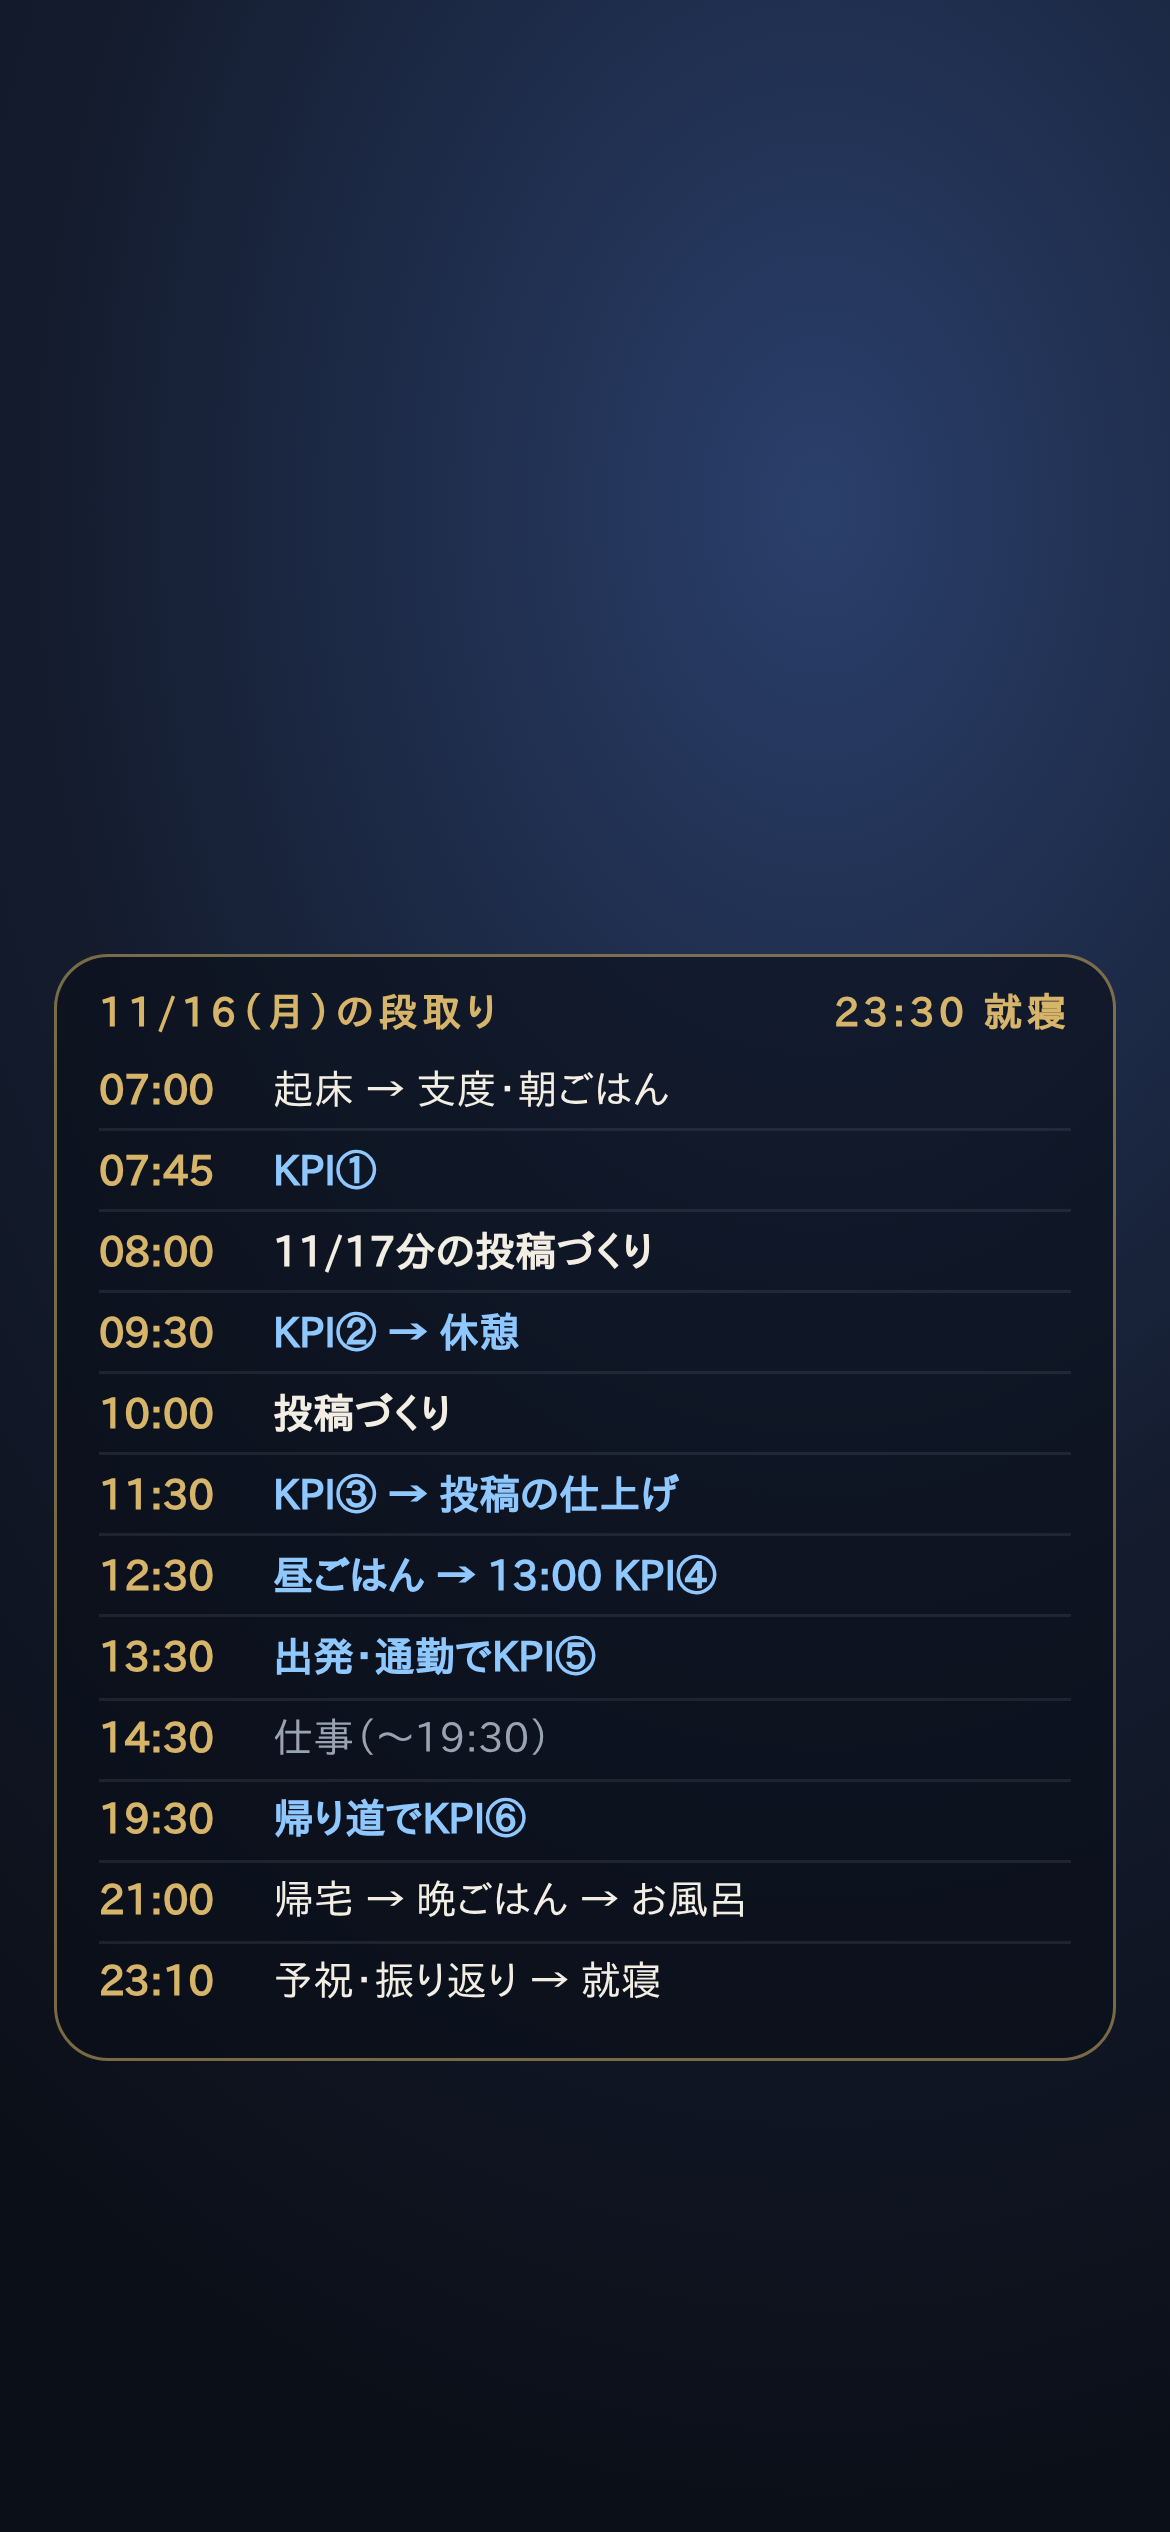 11/16(月)の段取り 23:30 就寝
07:00 起床 → 支度・朝ごはん
07:45 KPI①
08:00 11/17分の投稿づくり
09:30 KPI② → 休憩
10:00 投稿づくり
11:30 KPI③ → 投稿の仕上げ
12:30 昼ごはん → 13:00 KPI④
13:30 出発・通勤でKPI⑤
14:30 仕事(〜19:30)
19:30 帰り道でKPI⑥
21:00 帰宅 → 晩ごはん → お風呂
23:10 予祝・振り返り → 就寝